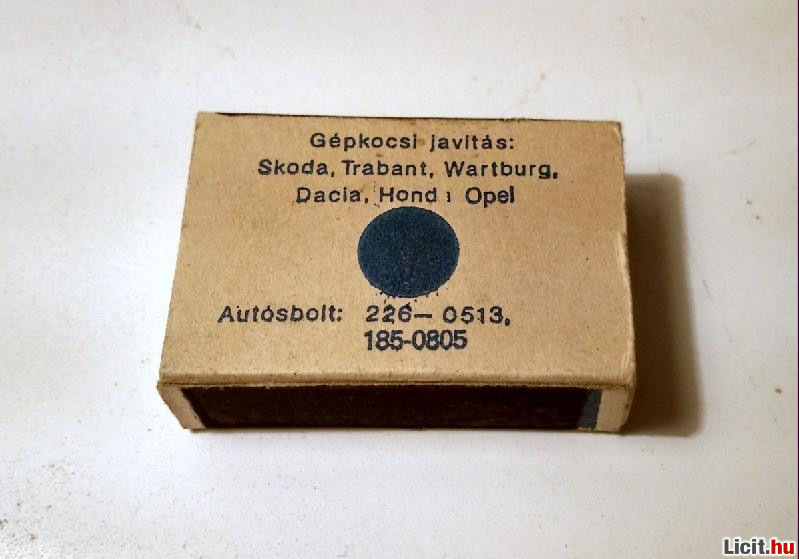 Gépkocsi javitás:
Skoda, Trabant, Wartburg,
Dacia, Hond Opel
Autósbolt: 226-0513,
185-0805
Licit.hu